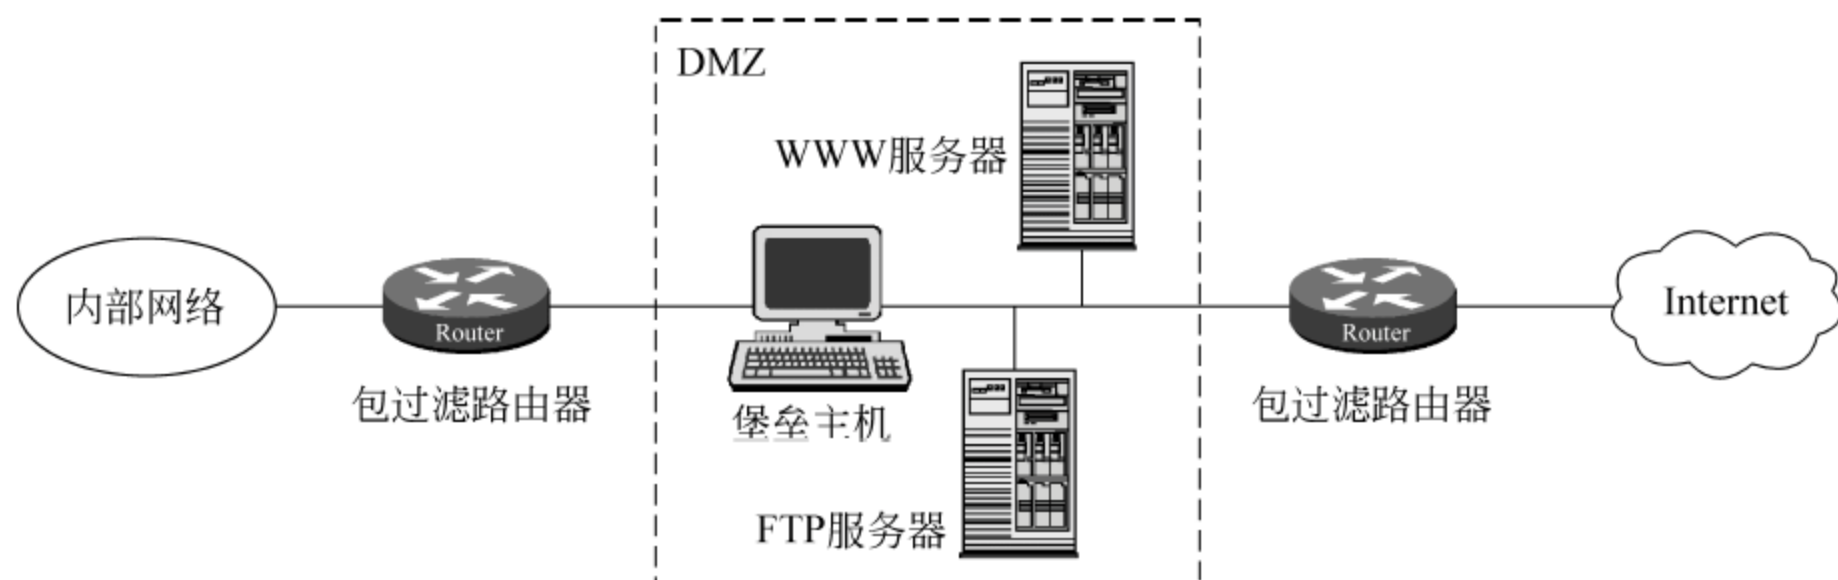 DMZ
WWW服务器
内部网络
Router
包过滤路由器
堡垒主机
FTP服务器
Router
包过滤路由器
Internet